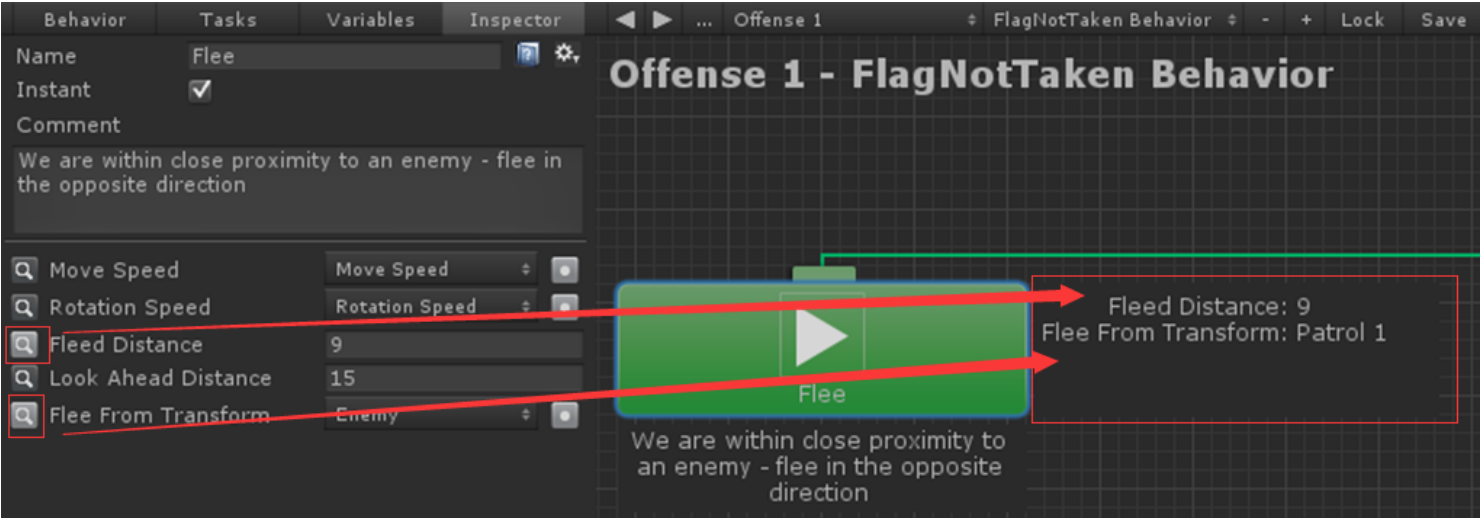 Behavior Tasks Variables Inspector ... Offense 1 FlagNotTaken Behavior - + Lock Save
Name Flee
Instant
Comment
We are within close proximity to an enemy - flee in
the opposite direction
Move Speed Move Speed
Rotation Speed Rotation Speed
Fleed Distance 9
Look Ahead Distance 15
Flee From Transform Enemy
Offense 1 - FlagNotTaken Behavior
Flee
We are within close proximity to
an enemy - flee in the opposite
direction
Fleed Distance: 9
Flee From Transform: Patrol 1